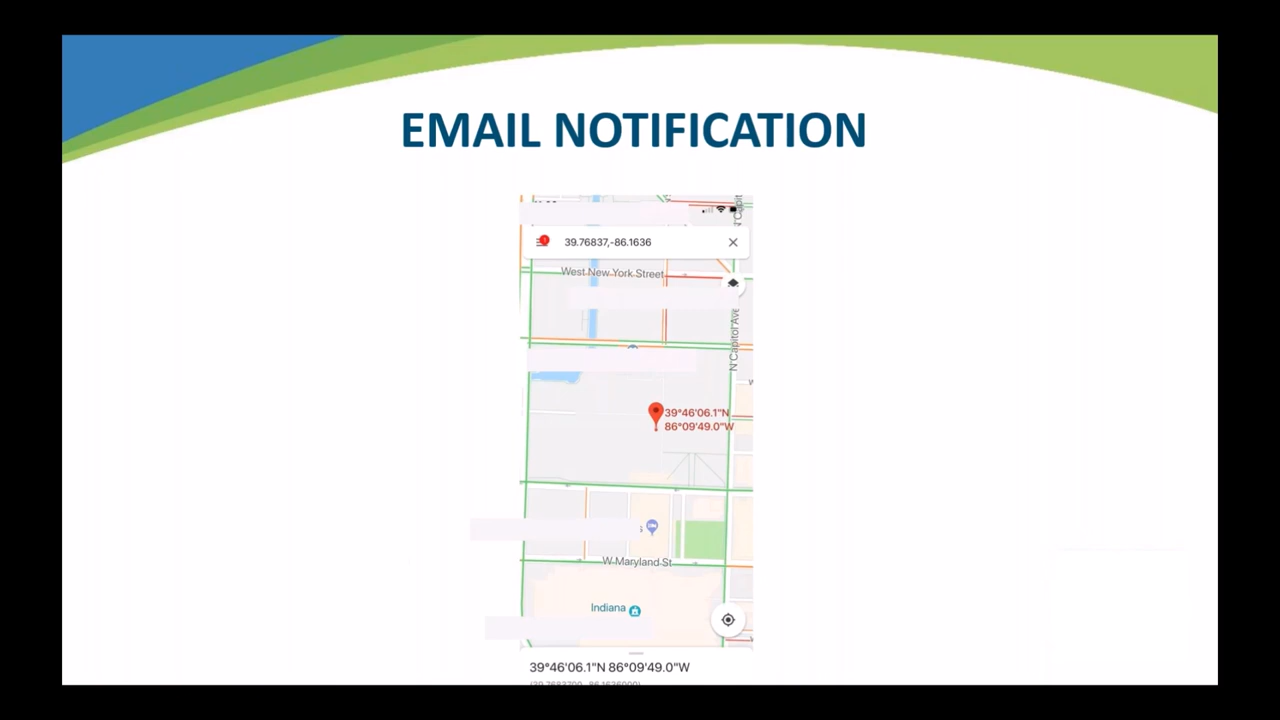 EMAIL NOTIFICATION
39.76837,-86.1636
West New York Street
N Capitol Ave
39°46'06.1"N
86°09'49.0"W
W Maryland St
Indiana
39°46'06.1"N 86°09'49.0"W